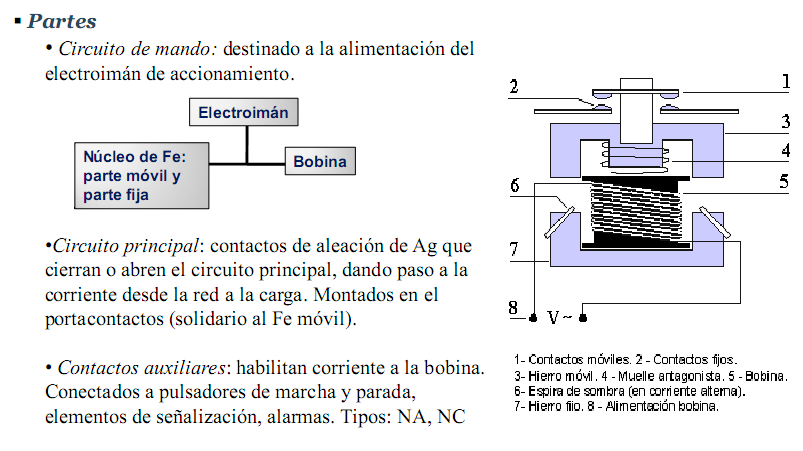 ▪ Partes
• Circuito de mando: destinado a la alimentación del
electroimán de accionamiento.
Electroimán
Núcleo de Fe:
parte móvil y
parte fija
Bobina
•Circuito principal: contactos de aleación de Ag que
cierran o abren el circuito principal, dando paso a la
corriente desde la red a la carga. Montados en el
portacontactos (solidario al Fe móvil).
• Contactos auxiliares: habilitan corriente a la bobina.
Conectados a pulsadores de marcha y parada,
elementos de señalización, alarmas. Tipos: NA, NC
1
2
3
4
5
6
7
8
V~
1- Contactos móviles. 2 - Contactos fijos.
3- Hierro móvil. 4 - Muelle antagonista. 5 - Bobina.
6- Espira de sombra (en corriente alterna).
7- Hierro fijo. 8 - Alimentación bobina.